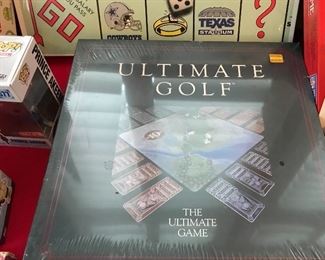 GO
COWBOYS
TEXAS
STADIUM
?
ULTIMATE
GOLF
THE
ULTIMATE
GAME